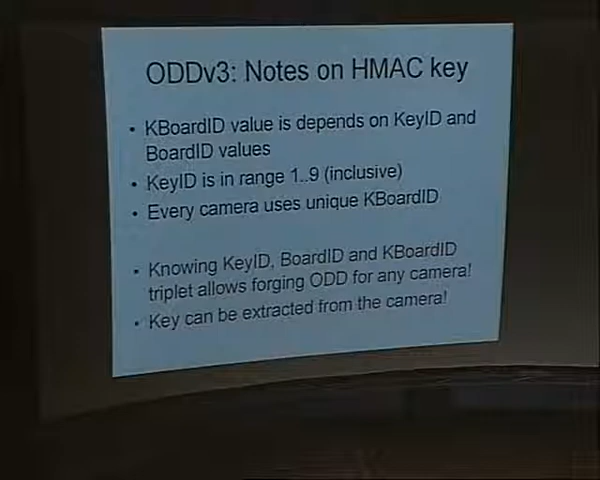 ODDv3: Notes on HMAC key
• KBoardID value is depends on KeyID and
BoardID values
• KeyID is in range 1..9 (inclusive)
• Every camera uses unique KBoardID
• Knowing KeyID, BoardID and KBoardID
triplet allows forging ODD for any camera!
• Key can be extracted from the camera!